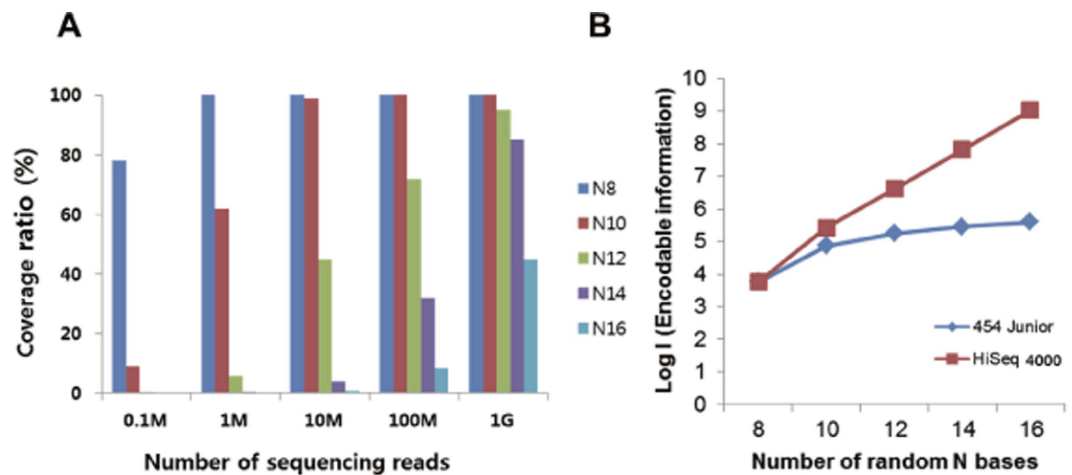 A
Coverage ratio (%)
100
80
60
40
20
0
0.1M 1M 10M 100M 1G
Number of sequencing reads
N8
N10
N12
N14
N16
B
Log I (Encodable information)
10
9
8
7
6
5
4
3
2
1
0
454 Junior
HiSeq 4000
8 10 12 14 16
Number of random N bases